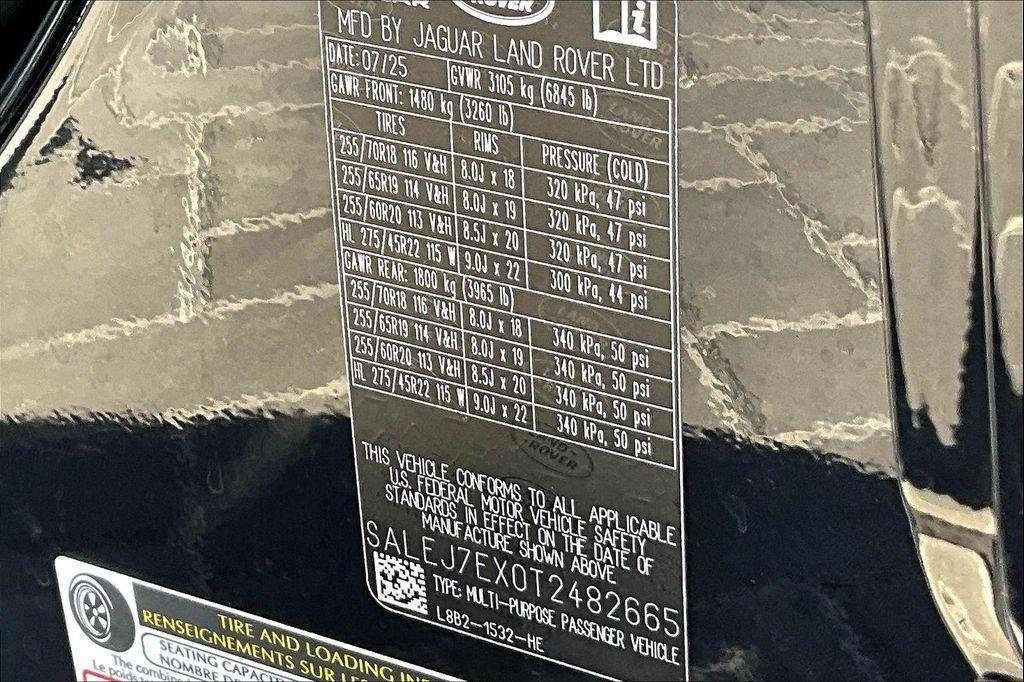 ROVER
MFD BY JAGUAR LAND ROVER LTD
DATE: 07/25 GVWR 3105 kg (6845 lb)
GAWR FRONT: 1480 kg (3260 lb)
TIRES RIMS PRESSURE (COLD)
255/70R18 116 V&H 8.0J x 18 320 kPa, 47 psi
255/65R19 114 V&H 8.0J x 19 320 kPa, 47 psi
255/60R20 113 V&H 8.5J x 20 320 kPa, 47 psi
HL 275/45R22 115 W 9.0J x 22 300 kPa, 44 psi
GAWR REAR: 1800 kg (3965 lb)
255/70R18 116 V&H 8.0J x 18 340 kPa, 50 psi
255/65R19 114 V&H 8.0J x 19 340 kPa, 50 psi
255/60R20 113 V&H 8.5J x 20 340 kPa, 50 psi
HL 275/45R22 115 W 9.0J x 22 340 kPa, 50 psi
LAND-
ROVER
THIS VEHICLE CONFORMS TO ALL APPLICABLE
U.S. FEDERAL MOTOR VEHICLE SAFETY
STANDARDS IN EFFECT ON THE DATE OF
MANUFACTURE SHOWN ABOVE
SALEJ7EX0T2482665
TYPE: MULTI-PURPOSE PASSENGER VEHICLE
L8B2-1532-HE
TIRE AND LOADING
RENSEIGNEMENTS SUR
SEATING
NOMBRE
The
Le poids